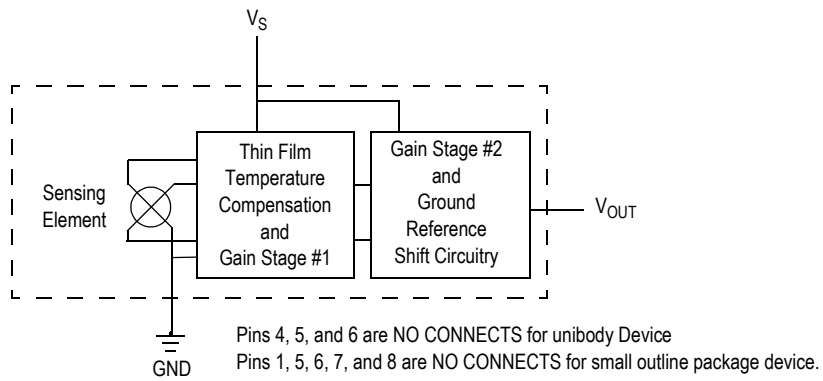 V_S
Sensing
Element
Thin Film
Temperature
Compensation
and
Gain Stage #1
Gain Stage #2
and
Ground
Reference
Shift Circuitry
V_OUT
GND
Pins 4, 5, and 6 are NO CONNECTS for unibody Device
Pins 1, 5, 6, 7, and 8 are NO CONNECTS for small outline package device.